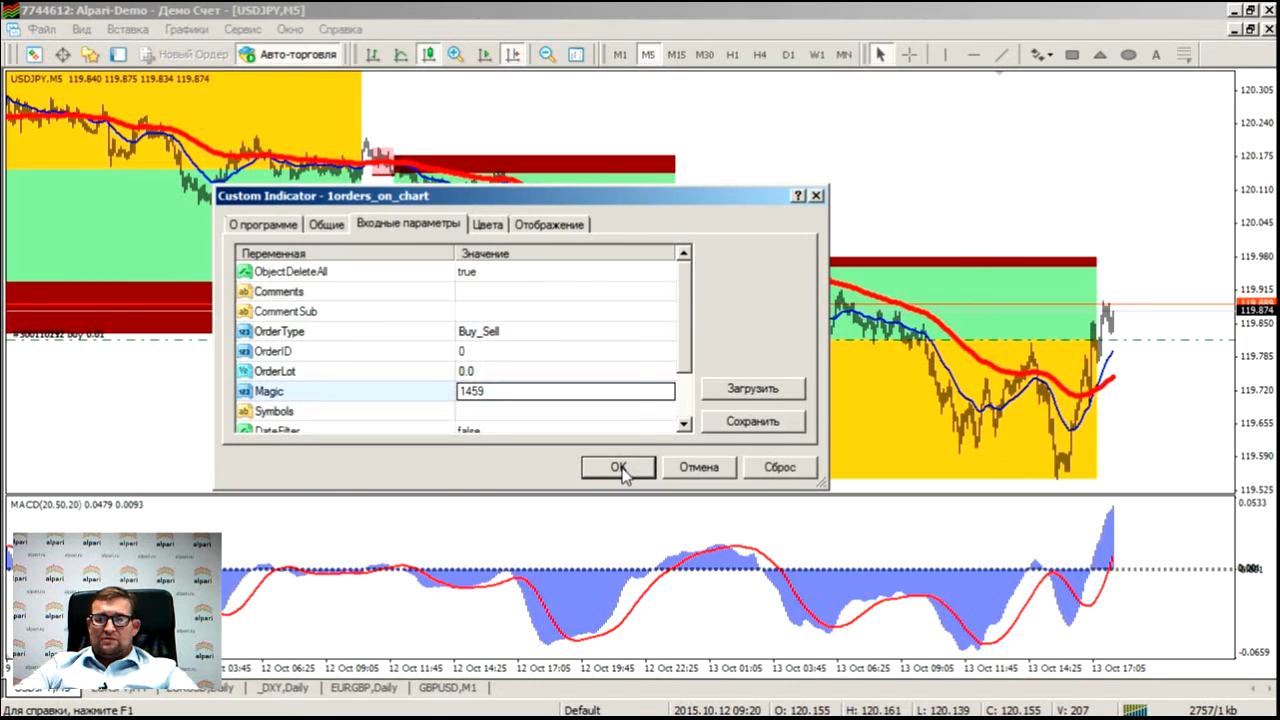 7744612: Alpari-Demo - Демо Счет - [USDJPY,M5]
Файл Вид Вставка Графики Сервис Окно Справка
Новый Ордер Авто-торговля M1 M5 M15 M30 H1 H4 D1 W1 MN A
USDJPY,M5 119.840 119.875 119.834 119.874
120.305
120.240
120.175
120.110
120.045
119.980
119.915
119.874
119.850
119.785
119.720
119.655
119.590
119.525
Custom Indicator - 1orders_on_chart
О программе Общие Входные параметры Цвета Отображение
Переменная Значение
ObjectDeleteAll true
Comments
CommentSub
OrderType Buy_Sell
OrderID 0
OrderLot 0.0
Magic 1459
Symbols
DateFilter false
Загрузить
Сохранить
OK Отмена Сброс
MACD(20,50,20) 0.0479 0.0093
0.0533
-0.0659
alpari
alpari.ru
03:45 12 Oct 06:25 12 Oct 09:05 12 Oct 11:45 12 Oct 14:25 12 Oct 17:05 12 Oct 19:45 12 Oct 22:25 13 Oct 01:05 13 Oct 03:45 13 Oct 06:25 13 Oct 09:05 13 Oct 11:45 13 Oct 14:25 13 Oct 17:05
_DXY,Daily EURGBP,Daily GBPUSD,M1
Для справки, нажмите F1 Default 2015.10.12 09:20 O: 120.155 H: 120.161 L: 120.139 C: 120.155 V: 207 2757/1 kb